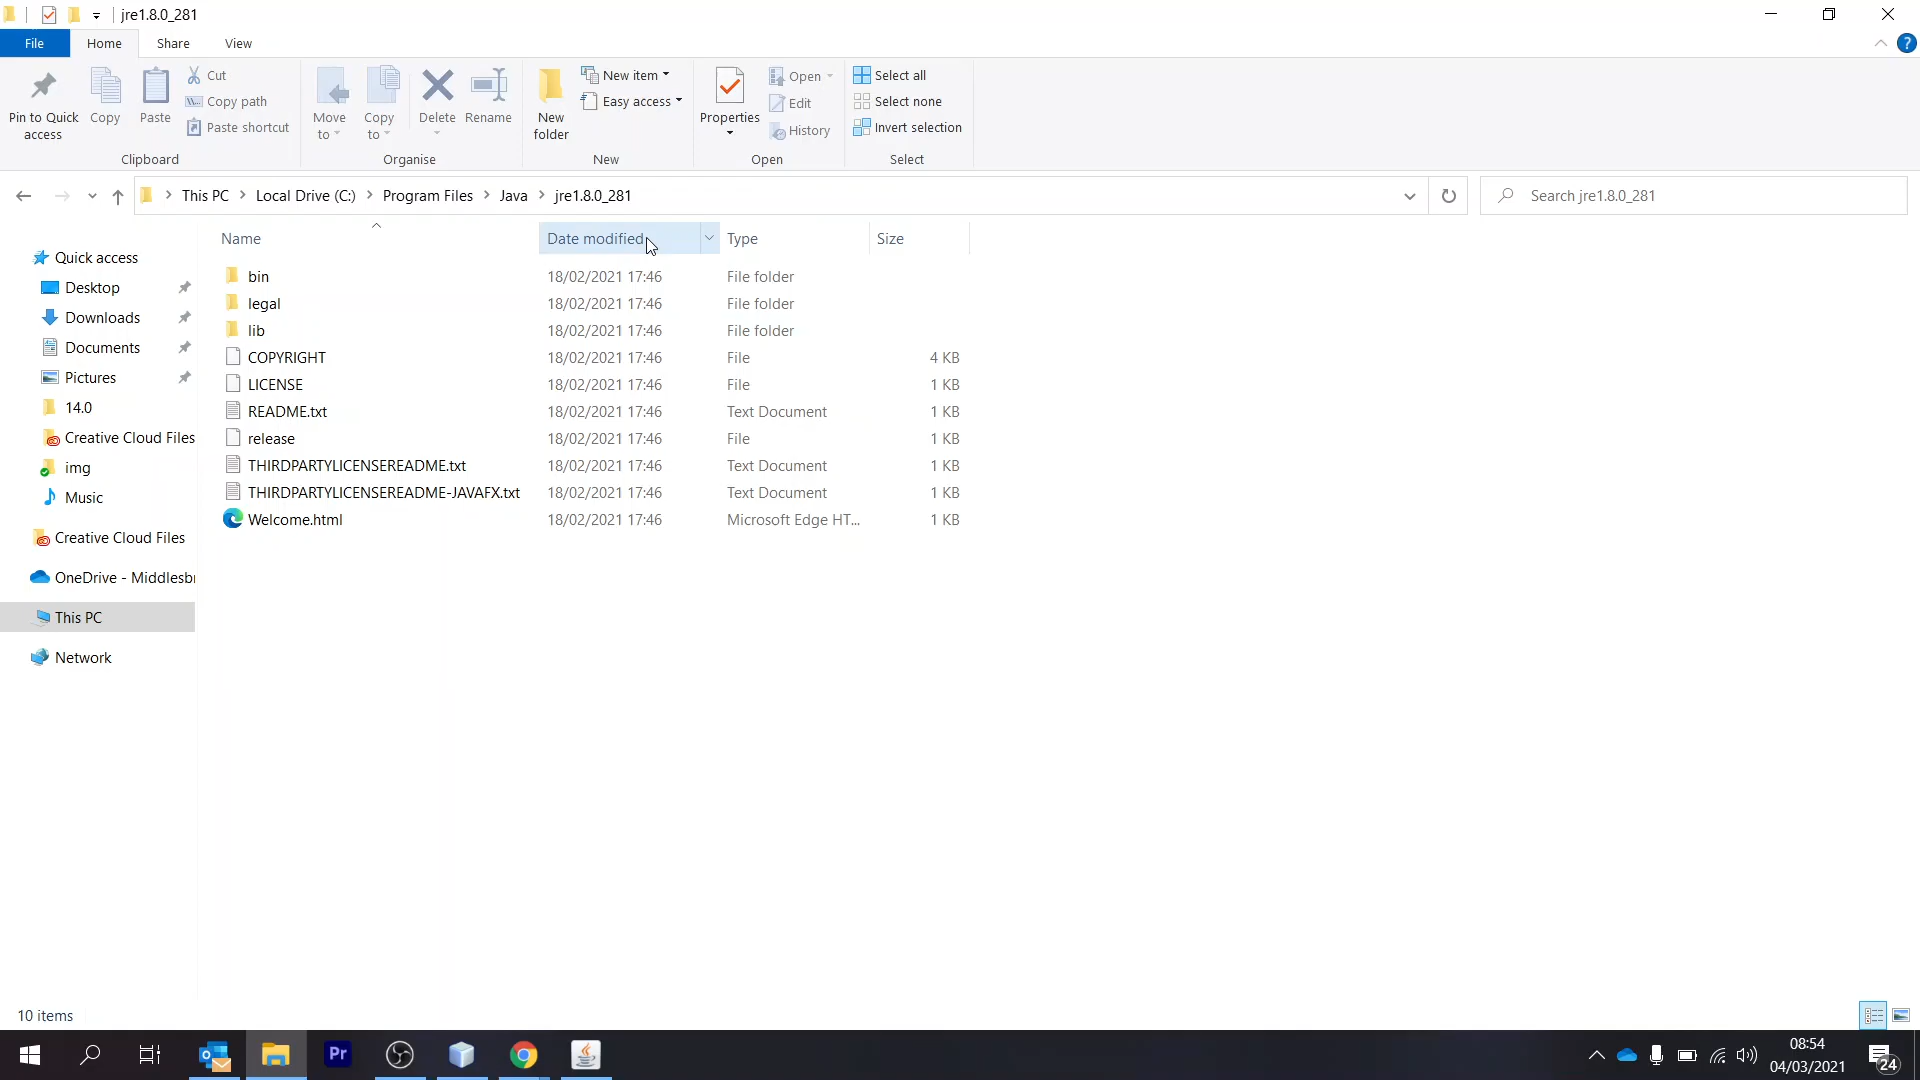 jre1.8.0_281
File Home Share View
Pin to Quick access
Copy
Paste
Cut
Copy path
Paste shortcut
Clipboard
Move to
Copy to
Delete
Rename
Organise
New folder
New item
Easy access
New
Properties
Open
Edit
History
Open
Select all
Select none
Invert selection
Select
This PC Local Drive (C:) Program Files Java jre1.8.0_281
Search jre1.8.0_281
Quick access
Desktop
Downloads
Documents
Pictures
14.0
Creative Cloud Files
img
Music
Creative Cloud Files
OneDrive - Middlesbr
This PC
Network
Name Date modified Type Size
bin 18/02/2021 17:46 File folder
legal 18/02/2021 17:46 File folder
lib 18/02/2021 17:46 File folder
COPYRIGHT 18/02/2021 17:46 File 4 KB
LICENSE 18/02/2021 17:46 File 1 KB
README.txt 18/02/2021 17:46 Text Document 1 KB
release 18/02/2021 17:46 File 1 KB
THIRDPARTYLICENSEREADME.txt 18/02/2021 17:46 Text Document 1 KB
THIRDPARTYLICENSEREADME-JAVAFX.txt 18/02/2021 17:46 Text Document 1 KB
Welcome.html 18/02/2021 17:46 Microsoft Edge HT... 1 KB
10 items
Pr
08:54
04/03/2021
24